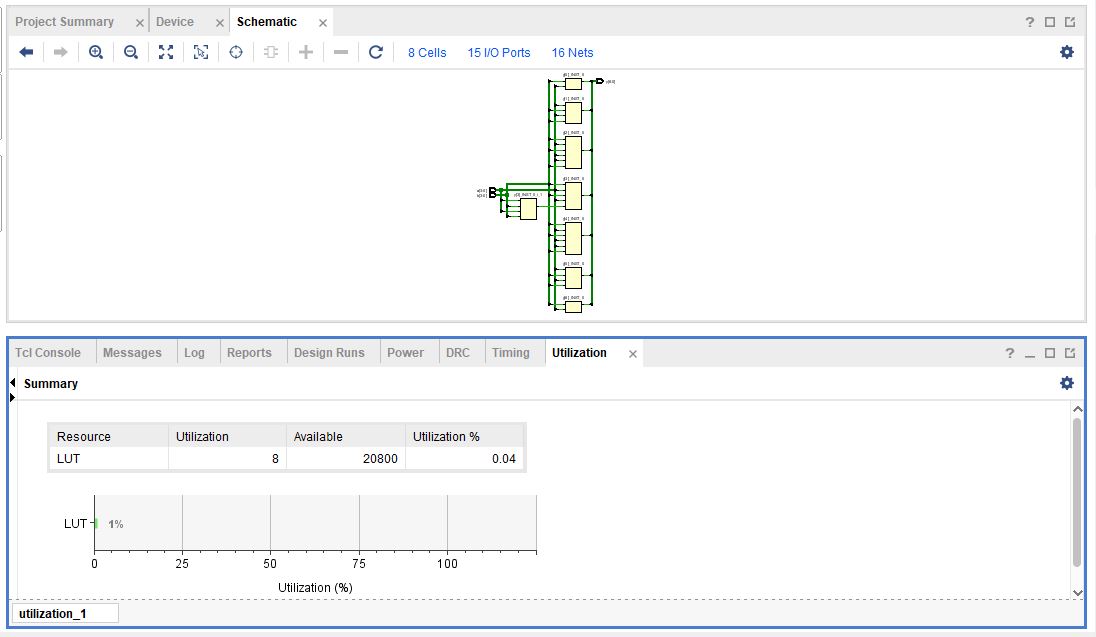 Project Summary Device Schematic
8 Cells 15 I/O Ports 16 Nets
Tcl Console Messages Log Reports Design Runs Power DRC Timing Utilization
Summary
Resource Utilization Available Utilization %
LUT 8 20800 0.04
LUT 1%
0 25 50 75 100
Utilization (%)
utilization_1